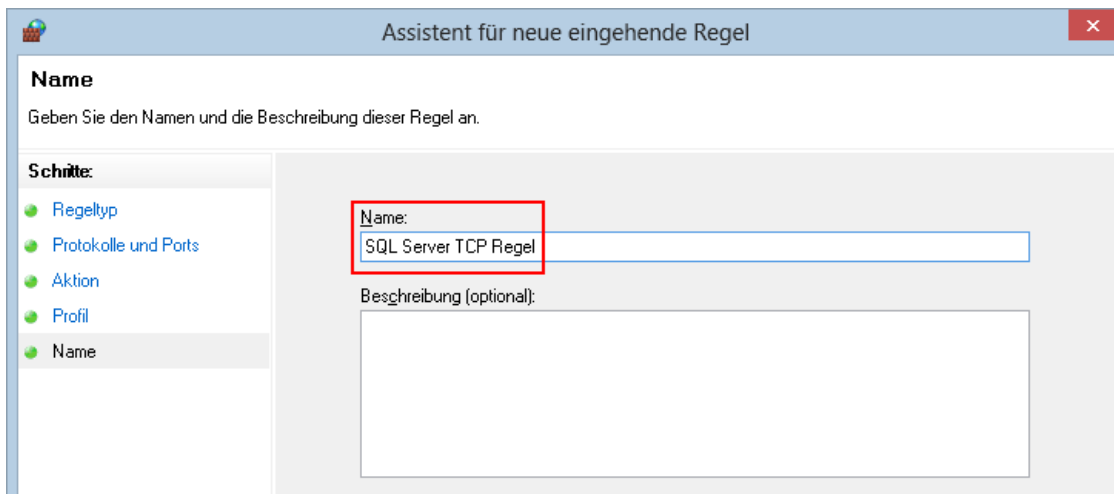 Assistent für neue eingehende Regel
Name
Geben Sie den Namen und die Beschreibung dieser Regel an.
Schritte:
Regeltyp
Protokolle und Ports
Aktion
Profil
Name
Name:
SQL Server TCP Regel
Beschreibung (optional):